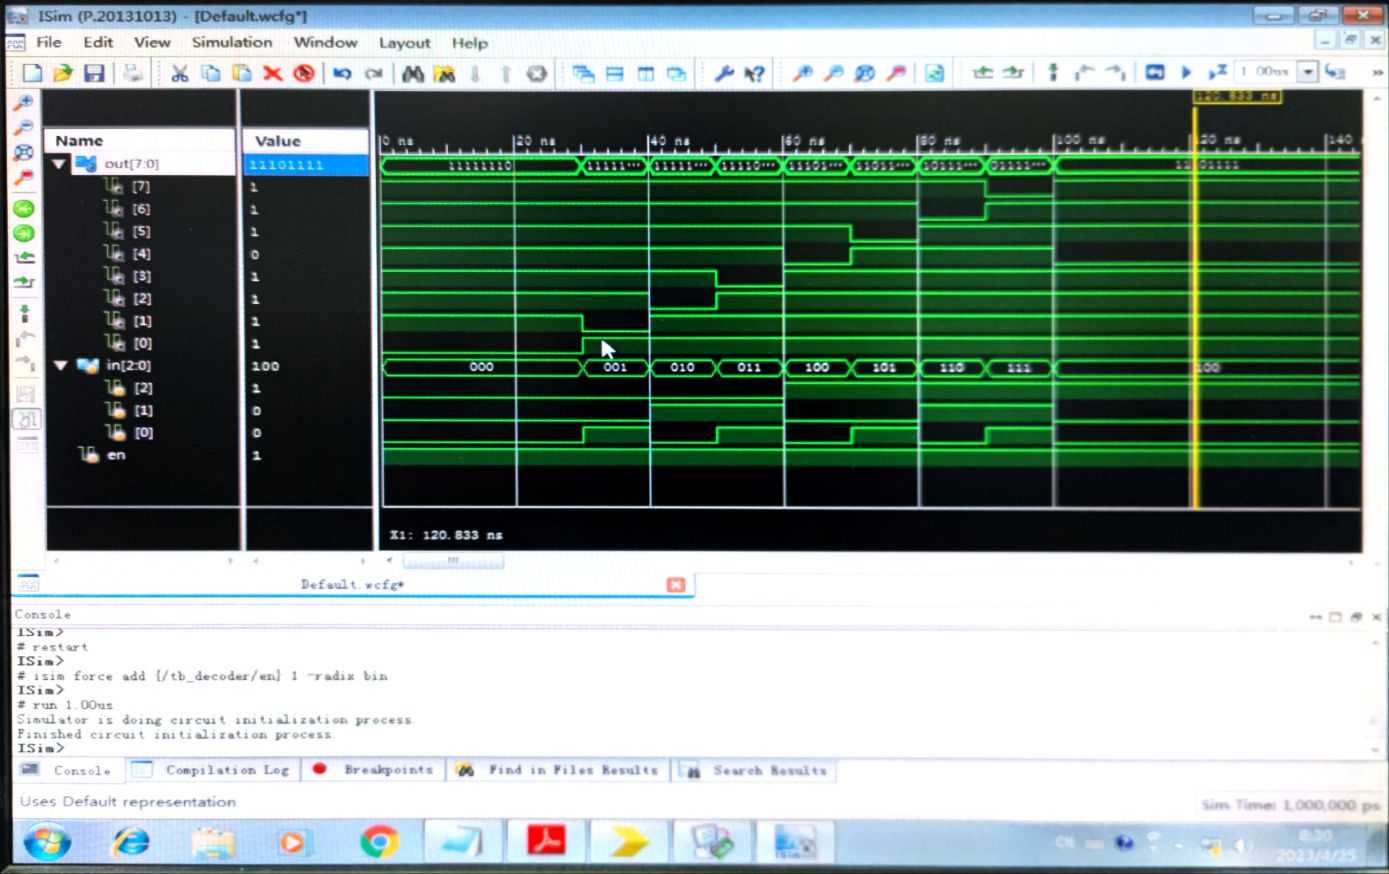 ISim (P.20131013) - [Default.wcfg*]
File Edit View Simulation Window Layout Help
1.00us
120.833 ns
Name Value
0 ns 20 ns 40 ns 60 ns 80 ns 100 ns 120 ns 140
out[7:0] 11101111 11111110 11111... 11111... 11110... 11101... 11011... 10111... 01111... 11101111
[7] 1
[6] 1
[5] 1
[4] 0
[3] 1
[2] 1
[1] 1
[0] 1
in[2:0] 100 000 001 010 011 100 101 110 111 100
[2] 1
[1] 0
[0] 0
en 1
X1: 120.833 ns
Default.wcfg*
Console
ISim>
# restart
ISim>
# isim force add {/tb_decoder/en} 1 -radix bin
ISim>
# run 1.00us
Simulator is doing circuit initialization process.
Finished circuit initialization process.
ISim>
Console Compilation Log Breakpoints Find in Files Results Search Results
Uses Default representation
Sim Time: 1,000,000 ps
ISim
CH
8:30
2023/4/25